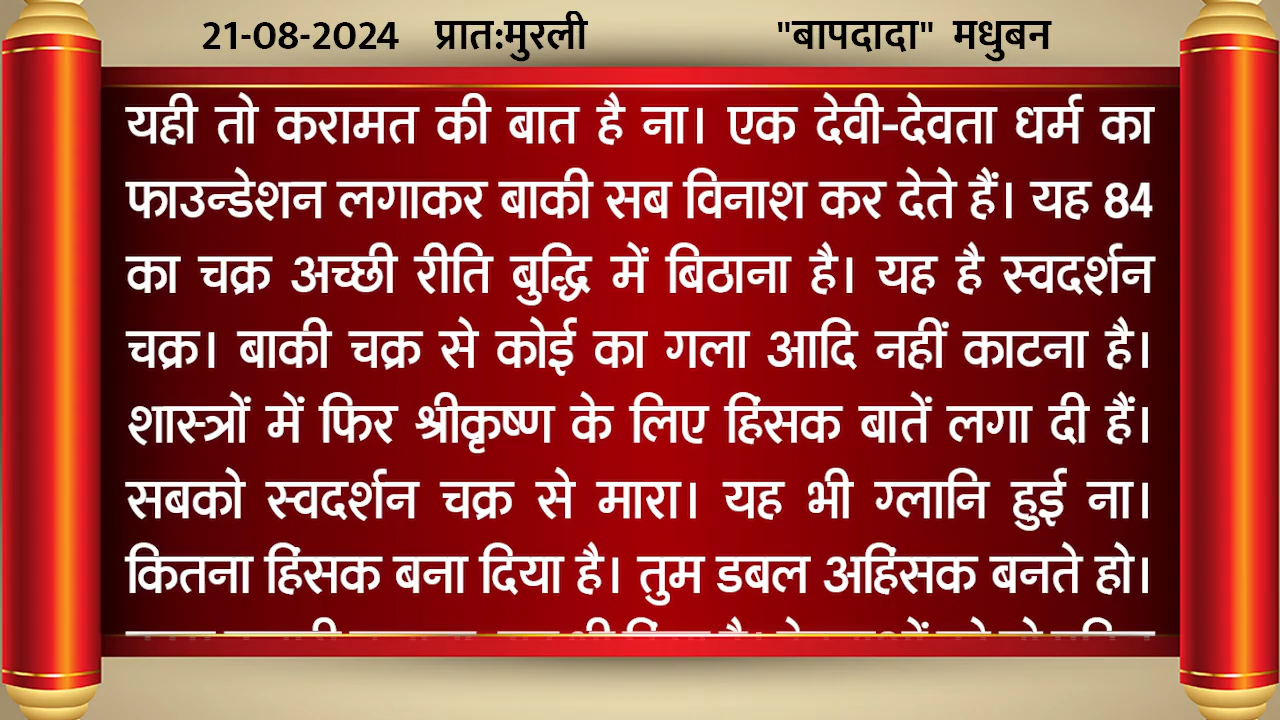 21-08-2024 प्रात:मुरली "बापदादा" मधुबन
यही तो करामत की बात है ना। एक देवी-देवता धर्म का
फाउन्डेशन लगाकर बाकी सब विनाश कर देते हैं। यह 84
का चक्र अच्छी रीति बुद्धि में बिठाना है। यह है स्वदर्शन
चक्र। बाकी चक्र से कोई का गला आदि नहीं काटना है।
शास्त्रों में फिर श्रीकृष्ण के लिए हिंसक बातें लगा दी हैं।
सबको स्वदर्शन चक्र से मारा। यह भी ग्लानि हुई ना।
कितना हिंसक बना दिया है। तुम डबल अहिंसक बनते हो।